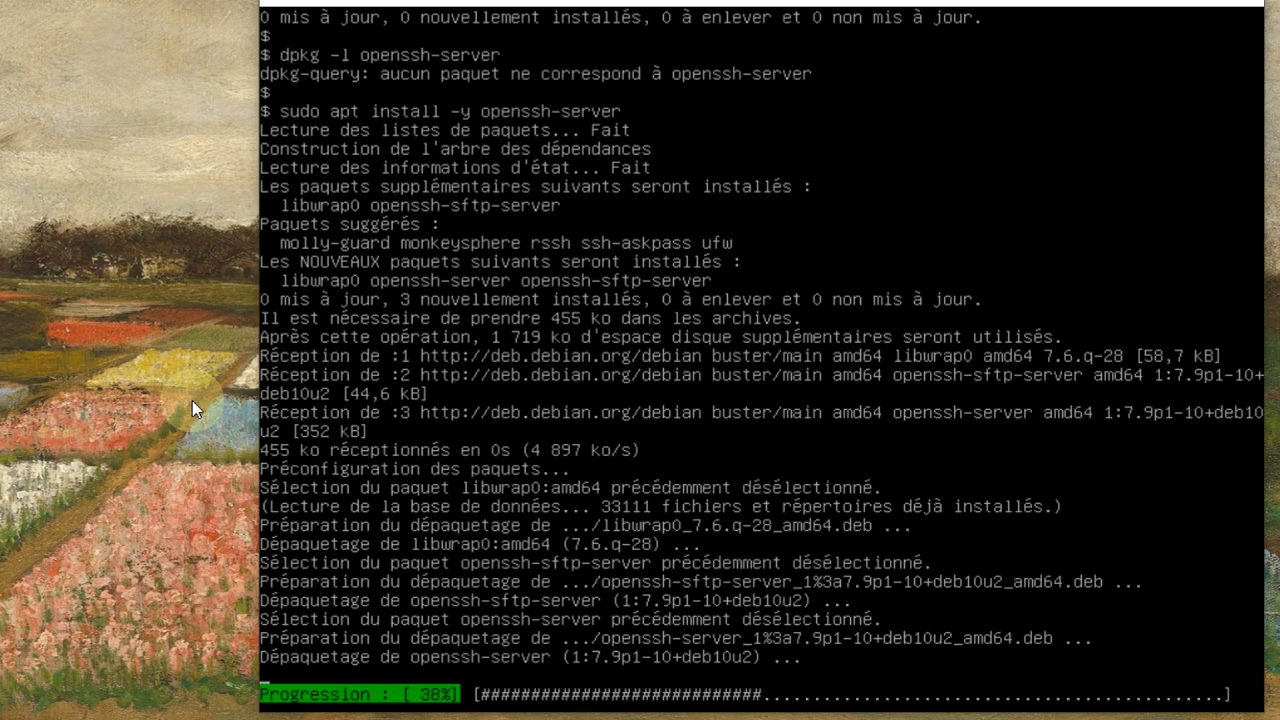 0 mis à jour, 0 nouvellement installés, 0 à enlever et 0 non mis à jour.
$
$ dpkg -l openssh-server
dpkg-query: aucun paquet ne correspond à openssh-server
$
$ sudo apt install -y openssh-server
Lecture des listes de paquets... Fait
Construction de l'arbre des dépendances
Lecture des informations d'état... Fait
Les paquets supplémentaires suivants seront installés :
  libwrap0 openssh-sftp-server
Paquets suggérés :
  molly-guard monkeysphere rssh ssh-askpass ufw
Les NOUVEAUX paquets suivants seront installés :
  libwrap0 openssh-server openssh-sftp-server
0 mis à jour, 3 nouvellement installés, 0 à enlever et 0 non mis à jour.
Il est nécessaire de prendre 455 ko dans les archives.
Après cette opération, 1 719 ko d'espace disque supplémentaires seront utilisés.
Réception de :1 http://deb.debian.org/debian buster/main amd64 libwrap0 amd64 7.6.q-28 [58,7 kB]
Réception de :2 http://deb.debian.org/debian buster/main amd64 openssh-sftp-server amd64 1:7.9p1-10+
deb10u2 [44,6 kB]
Réception de :3 http://deb.debian.org/debian buster/main amd64 openssh-server amd64 1:7.9p1-10+deb10
u2 [352 kB]
455 ko réceptionnés en 0s (4 897 ko/s)
Préconfiguration des paquets...
Sélection du paquet libwrap0:amd64 précédemment désélectionné.
(Lecture de la base de données... 33111 fichiers et répertoires déjà installés.)
Préparation du dépaquetage de .../libwrap0_7.6.q-28_amd64.deb ...
Dépaquetage de libwrap0:amd64 (7.6.q-28) ...
Sélection du paquet openssh-sftp-server précédemment désélectionné.
Préparation du dépaquetage de .../openssh-sftp-server_1%3a7.9p1-10+deb10u2_amd64.deb ...
Dépaquetage de openssh-sftp-server (1:7.9p1-10+deb10u2) ...
Sélection du paquet openssh-server précédemment désélectionné.
Préparation du dépaquetage de .../openssh-server_1%3a7.9p1-10+deb10u2_amd64.deb ...
Dépaquetage de openssh-server (1:7.9p1-10+deb10u2) ...
Progression : [ 38%] [############################..............................................]